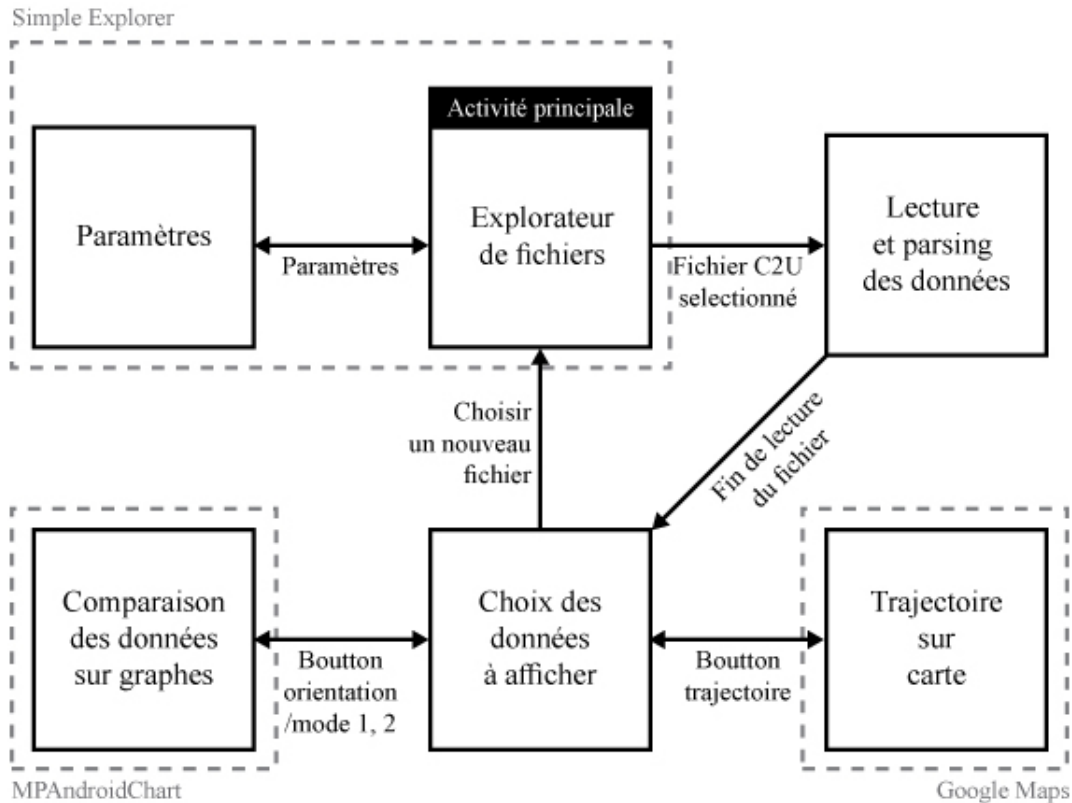 Simple Explorer
Activité principale
Paramètres
Paramètres
Explorateur
de fichiers
Fichier C2U
selectionné
Lecture
et parsing
des données
Choisir
un nouveau
fichier
Fin de lecture
du fichier
Comparaison
des données
sur graphes
Boutton
orientation
/mode 1, 2
Choix des
données
à afficher
Boutton
trajectoire
Trajectoire
sur
carte
MPAndroidChart
Google Maps